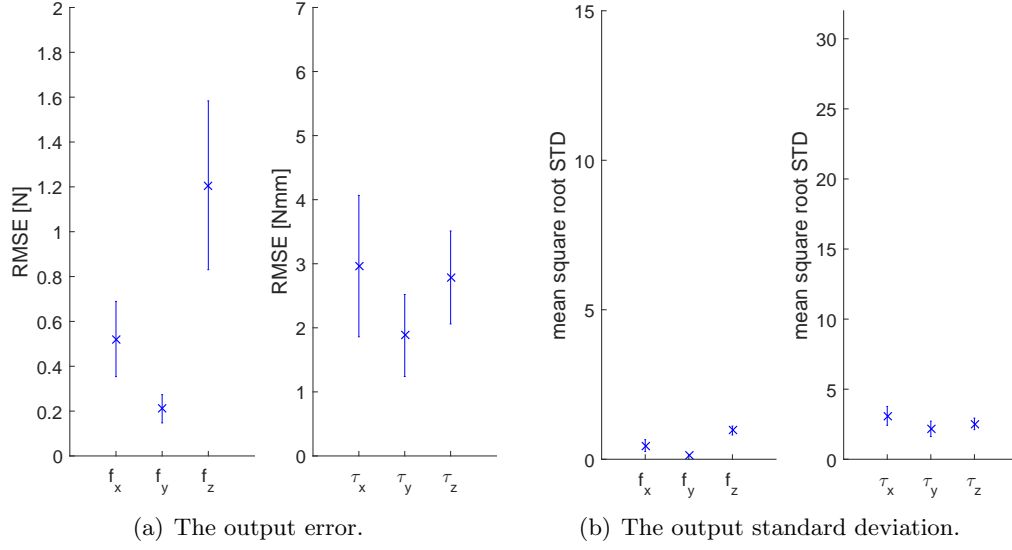 RMSE [N]
2
1.8
1.6
1.4
1.2
1
0.8
0.6
0.4
0.2
0
f_x
f_y
f_z
RMSE [Nmm]
7
6
5
4
3
2
1
0
τ_x
τ_y
τ_z
(a) The output error.
mean square root STD
15
10
5
0
f_x
f_y
f_z
mean square root STD
30
25
20
15
10
5
0
τ_x
τ_y
τ_z
(b) The output standard deviation.